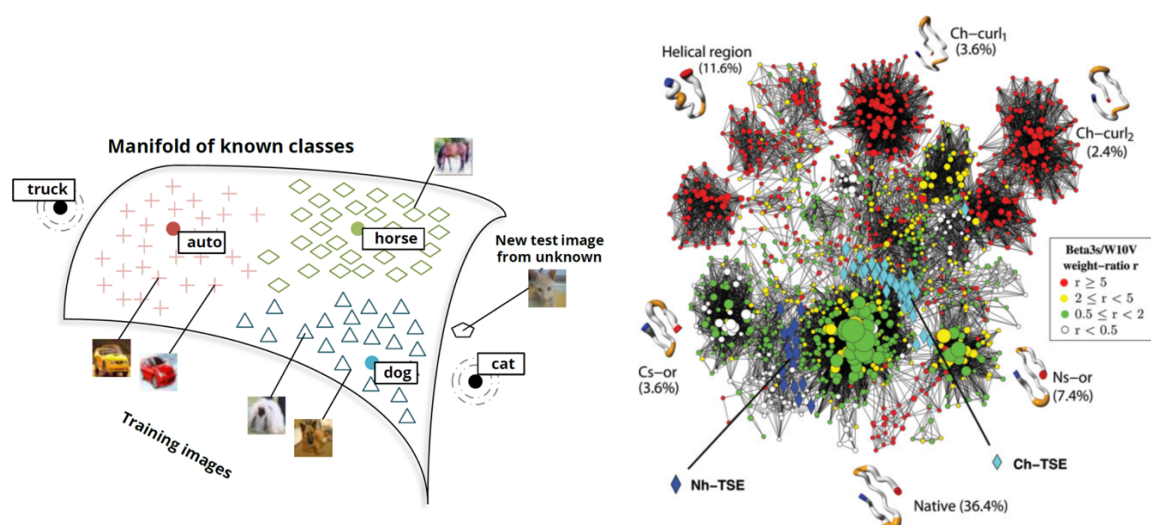 Manifold of known classes
truck
auto
horse
New test image
from unknown
dog
cat
Training images
Helical region
(11.6%)
Ch-curl1
(3.6%)
Ch-curl2
(2.4%)
Beta3s/W10V
weight-ratio r
r ≥ 5
2 ≤ r < 5
0.5 ≤ r < 2
r < 0.5
Cs-or
(3.6%)
Ns-or
(7.4%)
Nh-TSE
Ch-TSE
Native (36.4%)